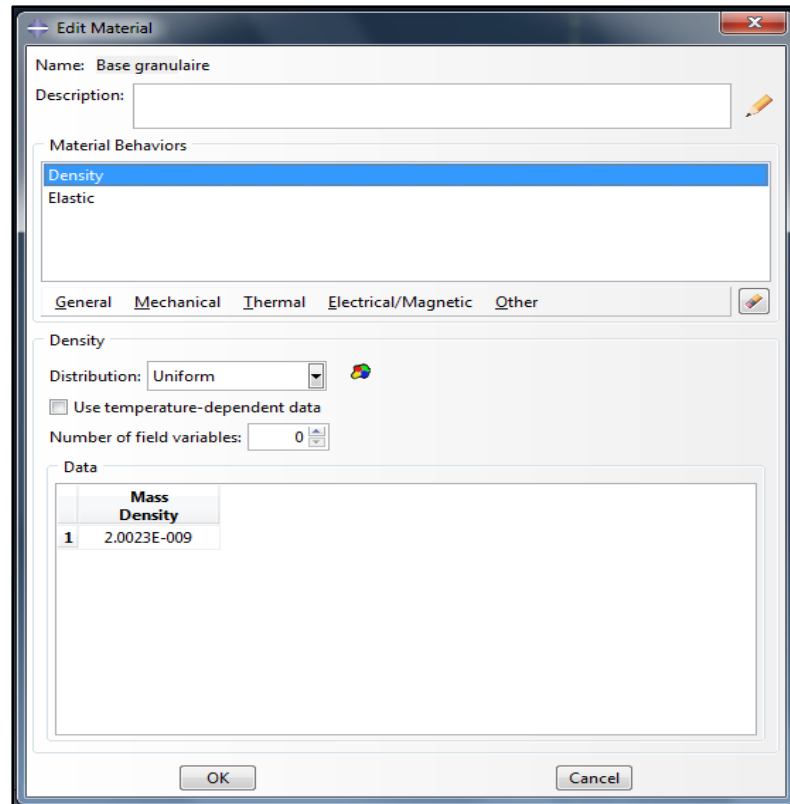 Edit Material
Name: Base granulaire
Description:
Material Behaviors
Density
Elastic
General Mechanical Thermal Electrical/Magnetic Other
Density
Distribution: Uniform
Use temperature-dependent data
Number of field variables: 0
Data
Mass
Density
1 2.0023E-009
OK Cancel